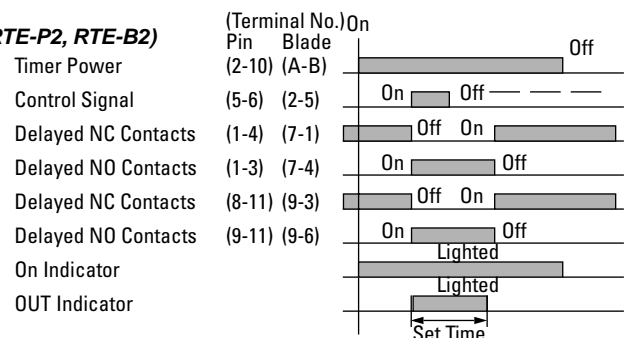 (Terminal No.) On
RTE-P2, RTE-B2) Pin Blade Off
Timer Power (2-10) (A-B)
Control Signal (5-6) (2-5) On Off
Delayed NC Contacts (1-4) (7-1) Off On
Delayed NO Contacts (1-3) (7-4) On Off
Delayed NC Contacts (8-11) (9-3) Off On
Delayed NO Contacts (9-11) (9-6) On Off
Lighted
On Indicator
Lighted
OUT Indicator
Set Time